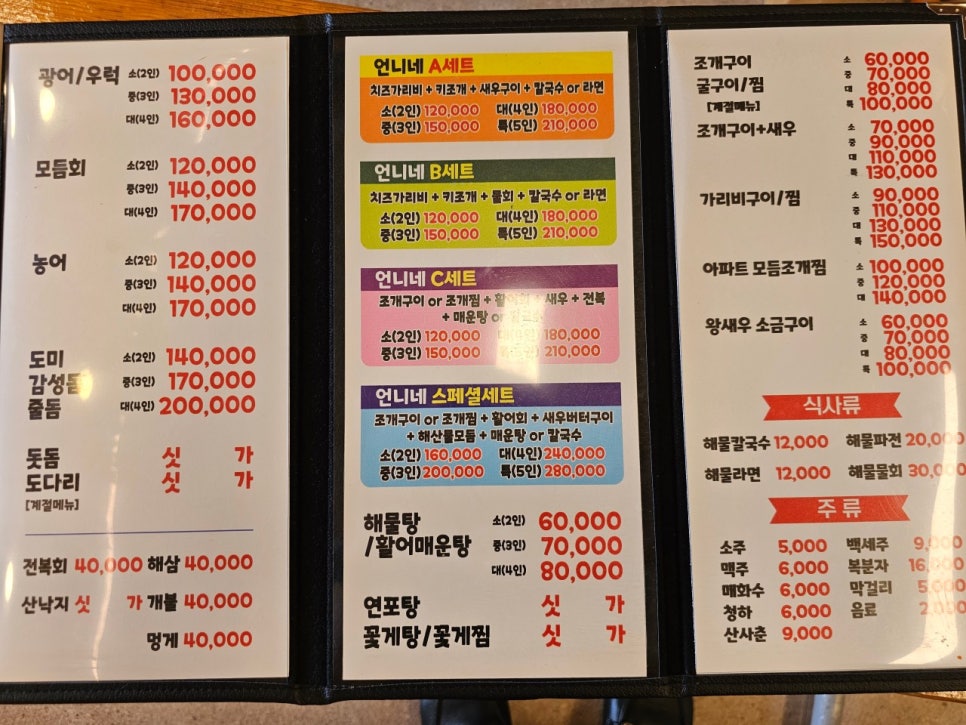 광어/우럭 소(2인) 100,000
중(3인) 130,000
대(4인) 160,000
모듬회 소(2인) 120,000
중(3인) 140,000
대(4인) 170,000
농어 소(2인) 120,000
중(3인) 140,000
대(4인) 170,000
도미 소(2인) 140,000
감성돔 중(3인) 170,000
줄돔 대(4인) 200,000
돗돔 싯 가
도다리 싯 가
[계절메뉴]
전복회 40,000 해삼 40,000
산낙지 싯 가 개불 40,000
멍게 40,000
언니네 A세트
치즈가리비 + 키조개 + 새우구이 + 칼국수 or 라면
소(2인) 120,000 대(4인) 180,000
중(3인) 150,000 특(5인) 210,000
언니네 B세트
치즈가리비 + 키조개 + 물회 + 칼국수 or 라면
소(2인) 120,000 대(4인) 180,000
중(3인) 150,000 특(5인) 210,000
언니네 C세트
조개구이 or 조개찜 + 활어회 + 새우 + 전복
+ 매운탕 or
소(2인) 120,000 대(4인) 180,000
중(3인) 150,000 특(5인) 210,000
언니네 스페셜세트
조개구이 or 조개찜 + 활어회 + 새우버터구이
+ 해산물모듬 + 매운탕 or 칼국수
소(2인) 160,000 대(4인) 240,000
중(3인) 200,000 특(5인) 280,000
해물탕 소(2인) 60,000
/활어매운탕 중(3인) 70,000
대(4인) 80,000
연포탕 싯 가
꽃게탕/꽃게찜 싯 가
조개구이 소 60,000
굴구이/찜 중 70,000
대 80,000
[계절메뉴] 특 100,000
조개구이+새우 소 70,000
중 90,000
대 110,000
특 130,000
가리비구이/찜 소 90,000
중 110,000
대 130,000
특 150,000
아파트 모듬조개찜 소 100,000
중 120,000
대 140,000
왕새우 소금구이 소 60,000
중 70,000
대 80,000
특 100,000
식사류
해물칼국수 12,000 해물파전 20,000
해물라면 12,000 해물물회 30,000
주 류
소주 5,000 백세주 9,000
맥주 6,000 복분자 16,000
매화수 6,000 막걸리 5,000
청하 6,000 음료 2,000
산사춘 9,000